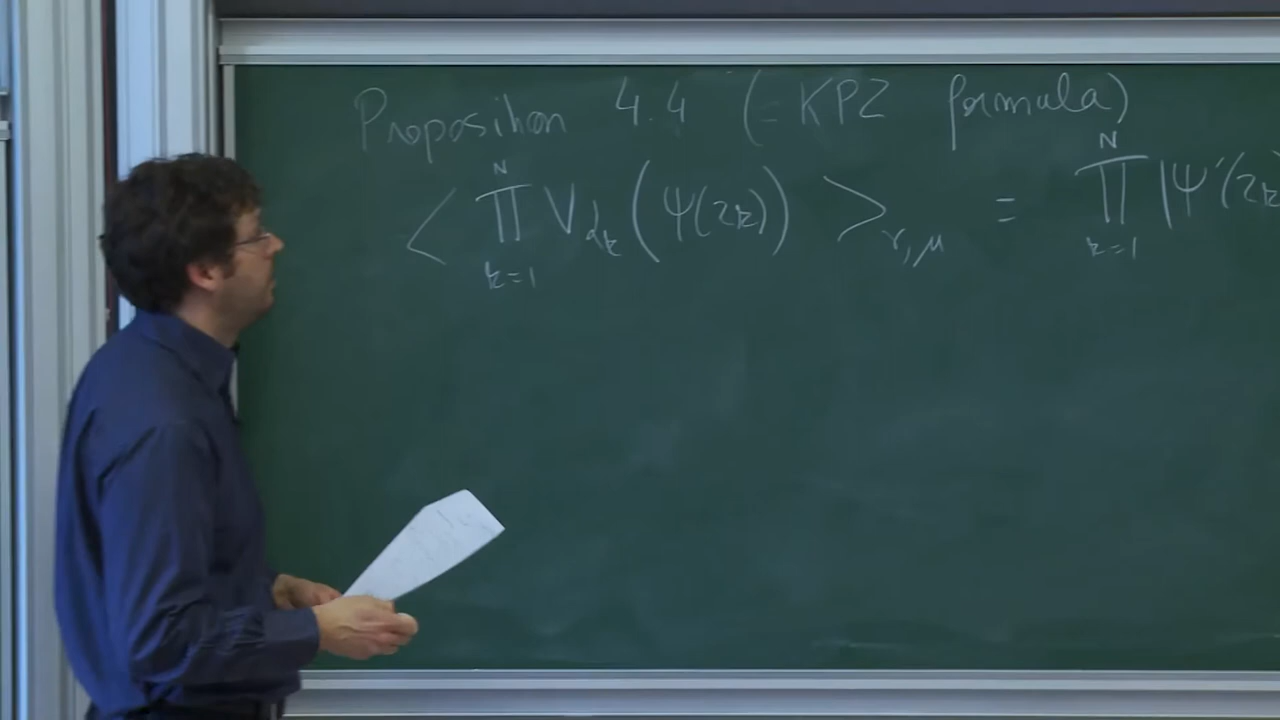 Proposition 4.4 (= KPZ formula)
< ∏_{k=1}^{N} V_{α_k}(ψ(z_k)) >_{γ,μ} = ∏_{k=1}^{N} |ψ'(z_k